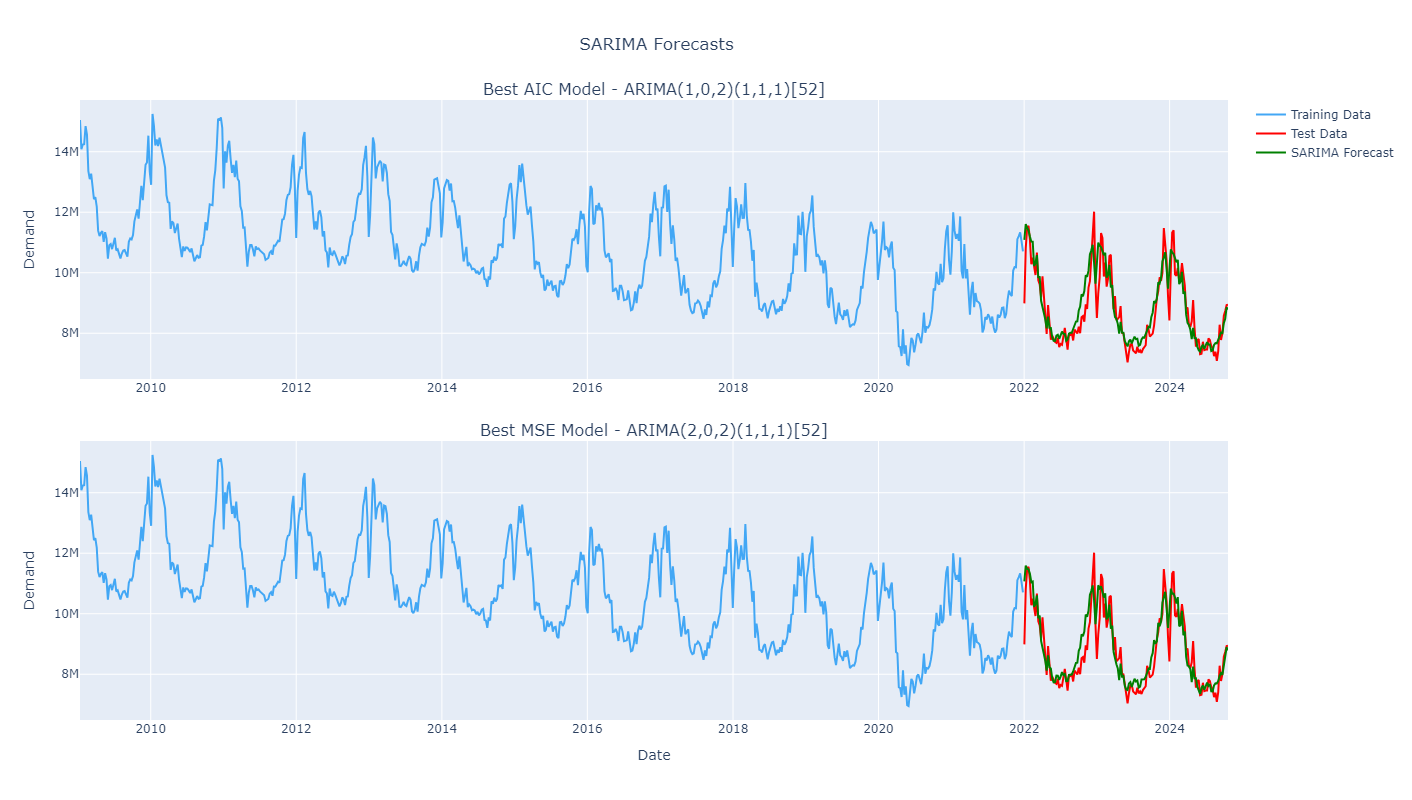 SARIMA Forecasts
Best AIC Model - ARIMA(1,0,2)(1,1,1)[52]
Training Data
Test Data
SARIMA Forecast
Demand
14M
12M
10M
8M
2010 2012 2014 2016 2018 2020 2022 2024
Best MSE Model - ARIMA(2,0,2)(1,1,1)[52]
Demand
14M
12M
10M
8M
2010 2012 2014 2016 2018 2020 2022 2024
Date